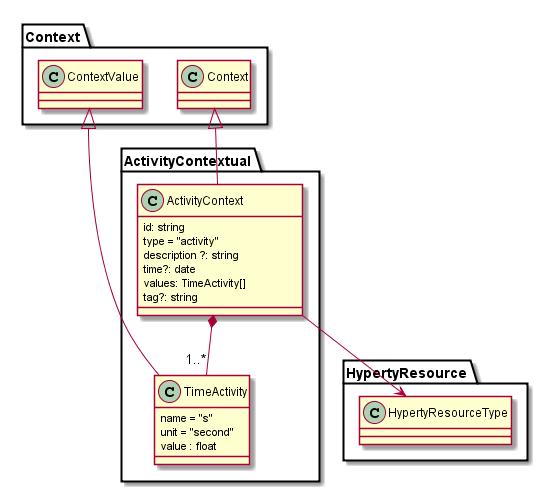 Context
C ContextValue
C Context
ActivityContextual
C ActivityContext
id: string
type = "activity"
description ?: string
time?: date
values: TimeActivity[]
tag?: string
1..*
HypertyResource
C TimeActivity
name = "s"
unit = "second"
value : float
C HypertyResourceType